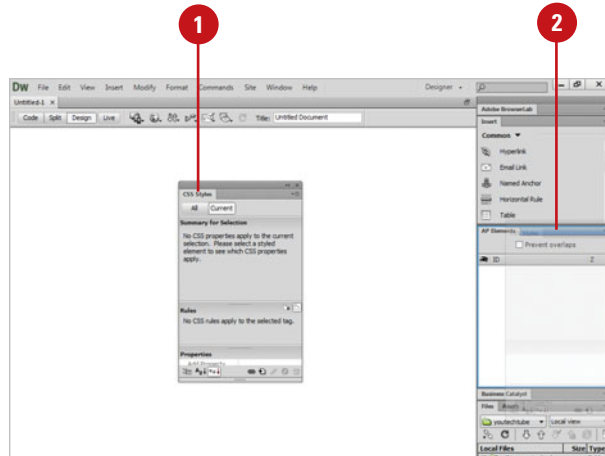 1
2
DW File Edit View Insert Modify Format Commands Site Window Help Designer
Untitled-1 ×
Code Split Design Live Title: Untitled Document
Adobe BrowserLab
Insert
Common
Hyperlink
Email Link
Named Anchor
Horizontal Rule
Table
CSS Styles
All Current
Summary for Selection
No CSS properties apply to the current
selection. Please select a styled
element to see which CSS properties
apply.
Rules
No CSS rules apply to the selected tag.
Properties
Add Property
AP Elements
Prevent overlaps
ID Z
Business Catalyst
Files Assets
youtechtube Local view
Local Files Size Type